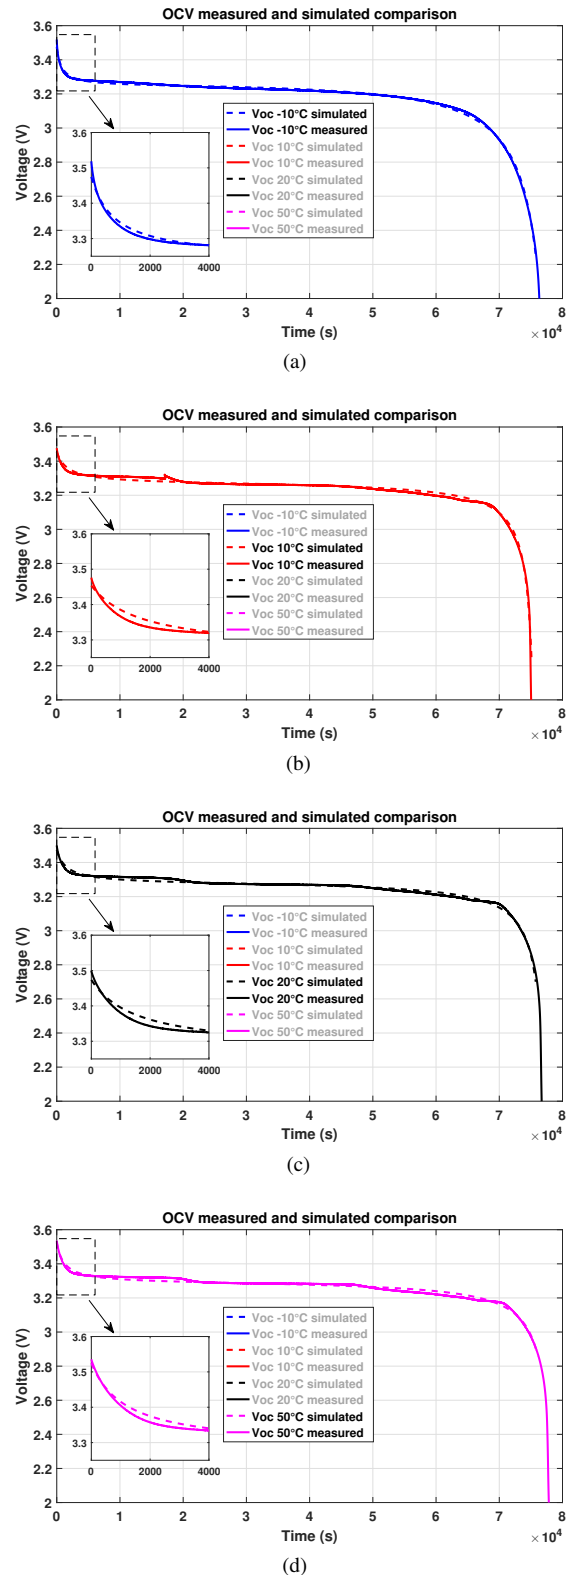 OCV measured and simulated comparison
3.6
3.4
3.2
3
2.8
2.6
2.4
2.2
2
Voltage (V)
Voc -10°C simulated
Voc -10°C measured
Voc 10°C simulated
Voc 10°C measured
Voc 20°C simulated
Voc 20°C measured
Voc 50°C simulated
Voc 50°C measured
3.6
3.5
3.4
3.3
0 2000 4000
0 1 2 3 4 5 6 7 8
Time (s)
×10⁴
(a)
OCV measured and simulated comparison
3.6
3.4
3.2
3
2.8
2.6
2.4
2.2
2
Voltage (V)
Voc -10°C simulated
Voc -10°C measured
Voc 10°C simulated
Voc 10°C measured
Voc 20°C simulated
Voc 20°C measured
Voc 50°C simulated
Voc 50°C measured
3.6
3.5
3.4
3.3
0 2000 4000
0 1 2 3 4 5 6 7 8
Time (s)
×10⁴
(b)
OCV measured and simulated comparison
3.6
3.4
3.2
3
2.8
2.6
2.4
2.2
2
Voltage (V)
Voc -10°C simulated
Voc -10°C measured
Voc 10°C simulated
Voc 10°C measured
Voc 20°C simulated
Voc 20°C measured
Voc 50°C simulated
Voc 50°C measured
3.6
3.5
3.4
3.3
0 2000 4000
0 1 2 3 4 5 6 7 8
Time (s)
×10⁴
(c)
OCV measured and simulated comparison
3.6
3.4
3.2
3
2.8
2.6
2.4
2.2
2
Voltage (V)
Voc -10°C simulated
Voc -10°C measured
Voc 10°C simulated
Voc 10°C measured
Voc 20°C simulated
Voc 20°C measured
Voc 50°C simulated
Voc 50°C measured
3.6
3.5
3.4
3.3
0 2000 4000
0 1 2 3 4 5 6 7 8
Time (s)
×10⁴
(d)